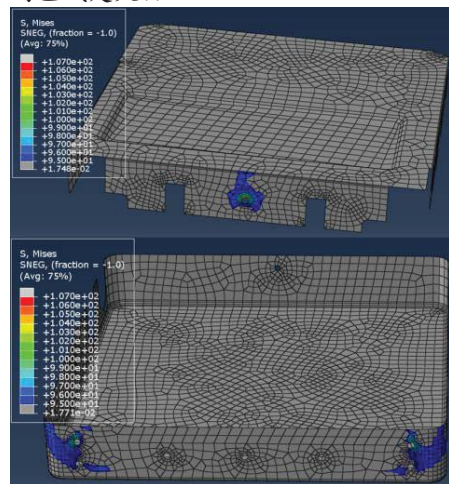 S, Mises
SNEG, (fraction = -1.0)
(Avg: 75%)
+1.070e+02
+1.060e+02
+1.050e+02
+1.040e+02
+1.030e+02
+1.020e+02
+1.010e+02
+1.000e+02
+9.900e+01
+9.800e+01
+9.700e+01
+9.600e+01
+9.500e+01
+1.748e-02
S, Mises
SNEG, (fraction = -1.0)
(Avg: 75%)
+1.070e+02
+1.060e+02
+1.050e+02
+1.040e+02
+1.030e+02
+1.020e+02
+1.010e+02
+1.000e+02
+9.900e+01
+9.800e+01
+9.700e+01
+9.600e+01
+9.500e+01
+1.771e-02